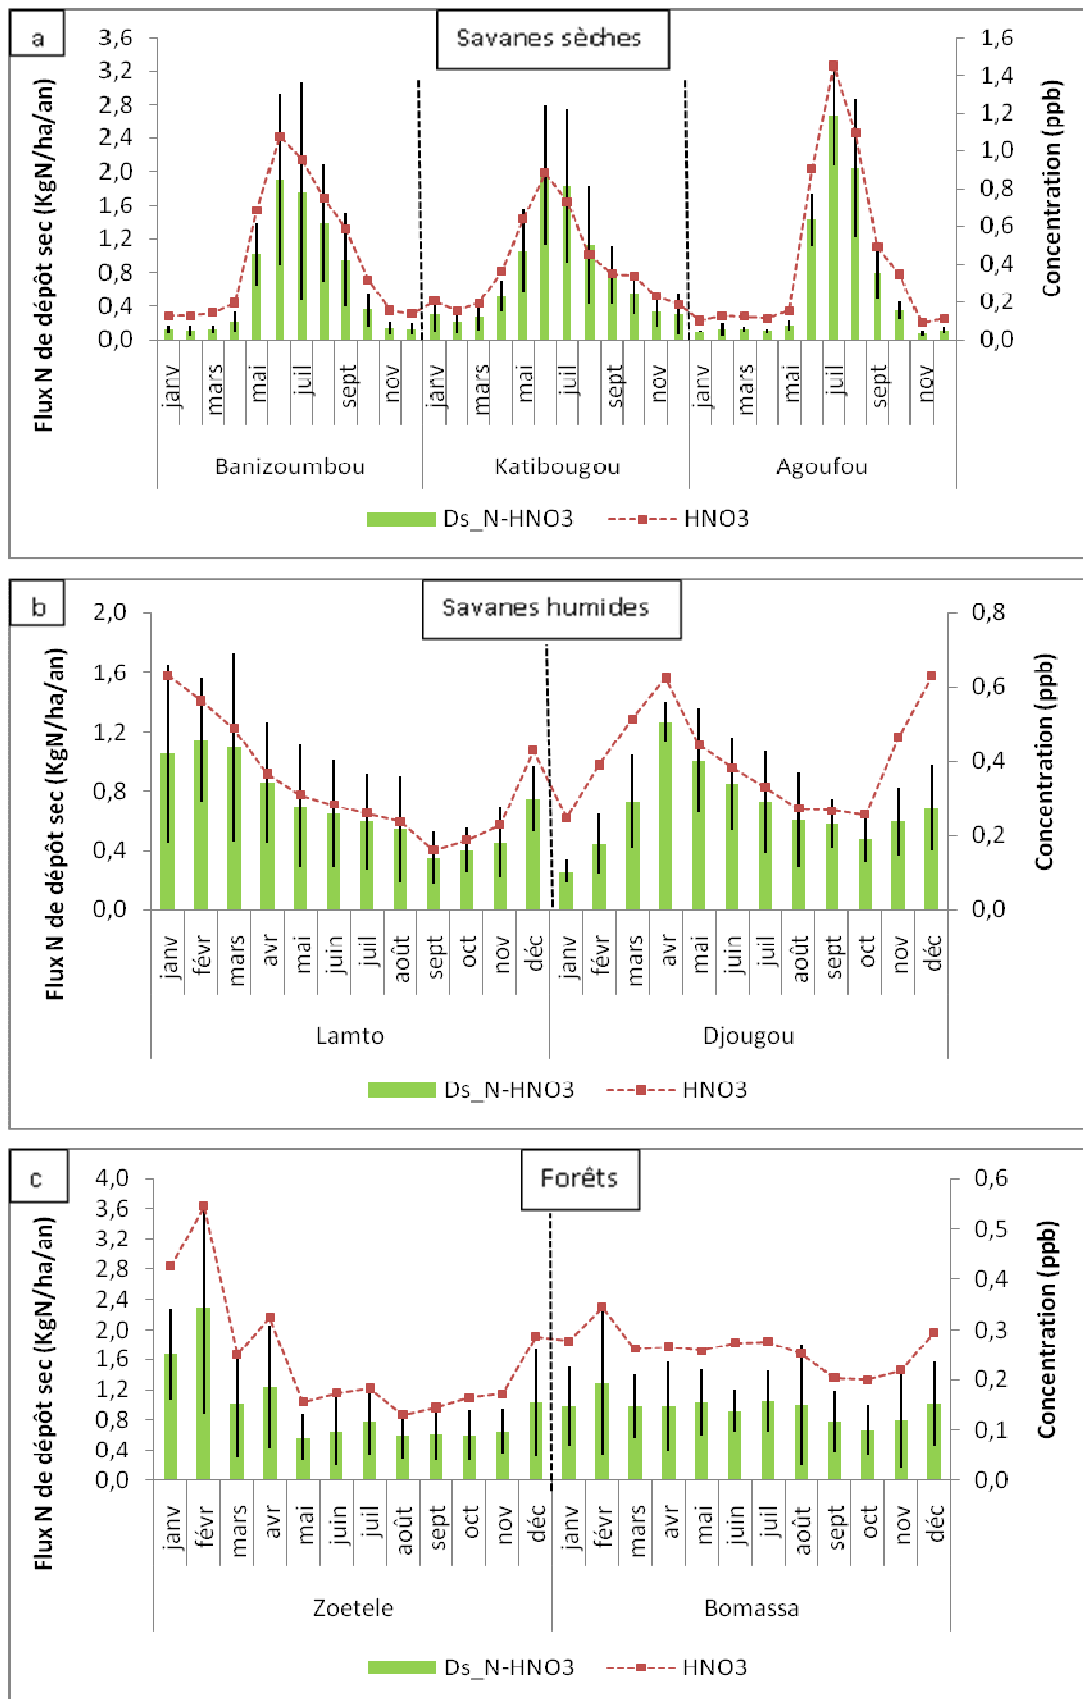 a
Savanes sèches
Flux N de dépôt sec (KgN/ha/an)
3,6
3,2
2,8
2,4
2,0
1,6
1,2
0,8
0,4
0,0
1,6
1,4
1,2
1,0
0,8
0,6
0,4
0,2
0,0
Concentration (ppb)
janv mars mai juil sept nov janv mars mai juil sept nov janv mars mai juil sept nov
Banizoumbou Katibougou Agoufou
Ds_N-HNO3 HNO3
b
Savanes humides
Flux N de dépôt sec (KgN/ha/an)
2,0
1,6
1,2
0,8
0,4
0,0
0,8
0,6
0,4
0,2
0,0
Concentration (ppb)
janv févr mars avr mai juin juil août sept oct nov déc janv févr mars avr mai juin juil août sept oct nov déc
Lamto Djougou
Ds_N-HNO3 HNO3
c
Forêts
Flux N de dépôt sec (KgN/ha/an)
4,0
3,6
3,2
2,8
2,4
2,0
1,6
1,2
0,8
0,4
0,0
0,6
0,5
0,4
0,3
0,2
0,1
0,0
Concentration (ppb)
janv févr mars avr mai juin juil août sept oct nov déc janv févr mars avr mai juin juil août sept oct nov déc
Zoetele Bomassa
Ds_N-HNO3 HNO3